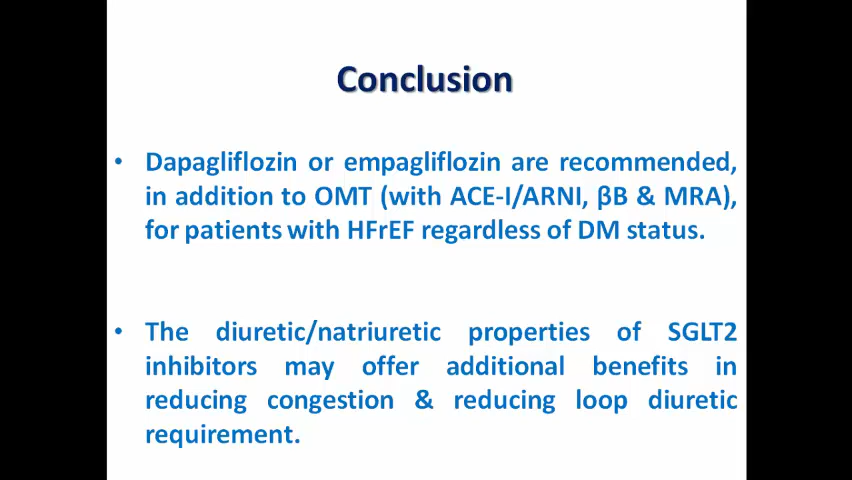 Conclusion
• Dapagliflozin or empagliflozin are recommended,
in addition to OMT (with ACE-I/ARNI, βB & MRA),
for patients with HFrEF regardless of DM status.
• The diuretic/natriuretic properties of SGLT2
inhibitors may offer additional benefits in
reducing congestion & reducing loop diuretic
requirement.